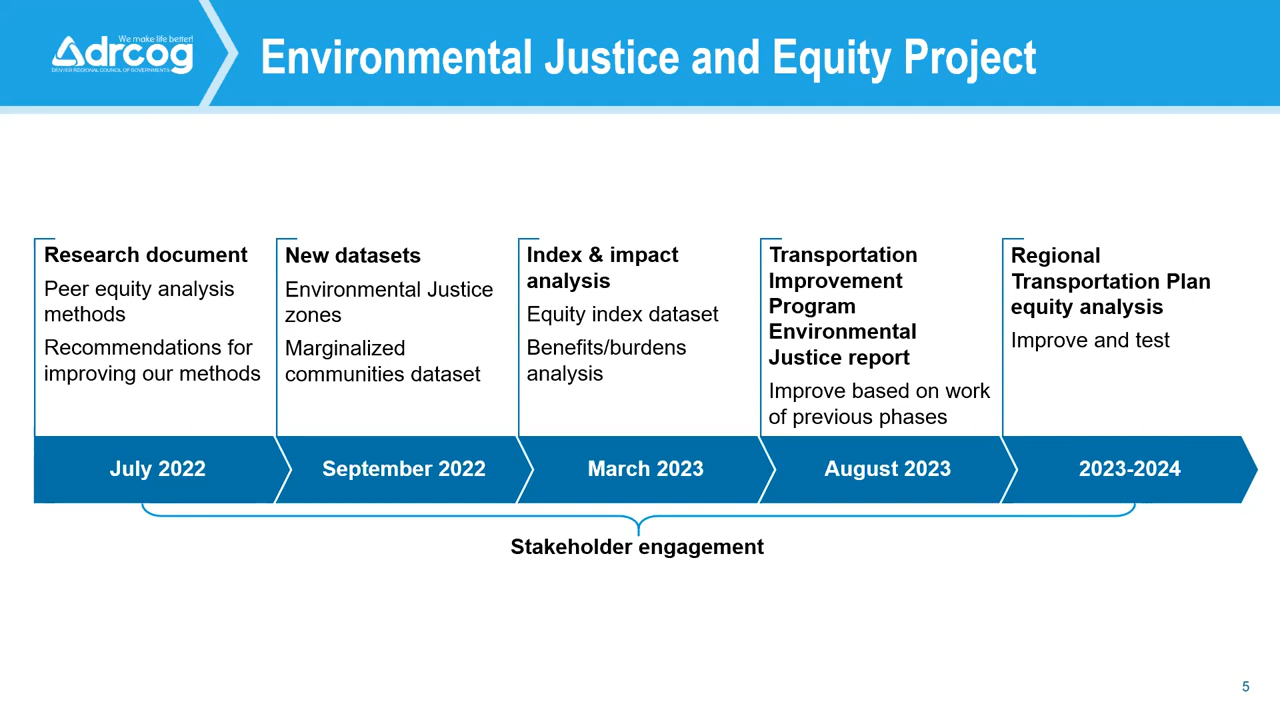 We make life better!
drcog
DENVER REGIONAL COUNCIL OF GOVERNMENTS
Environmental Justice and Equity Project
Research document
Peer equity analysis
methods
Recommendations for
improving our methods
New datasets
Environmental Justice
zones
Marginalized
communities dataset
Index & impact
analysis
Equity index dataset
Benefits/burdens
analysis
Transportation
Improvement
Program
Environmental
Justice report
Improve based on work
of previous phases
Regional
Transportation Plan
equity analysis
Improve and test
July 2022
September 2022
March 2023
August 2023
2023-2024
Stakeholder engagement
5